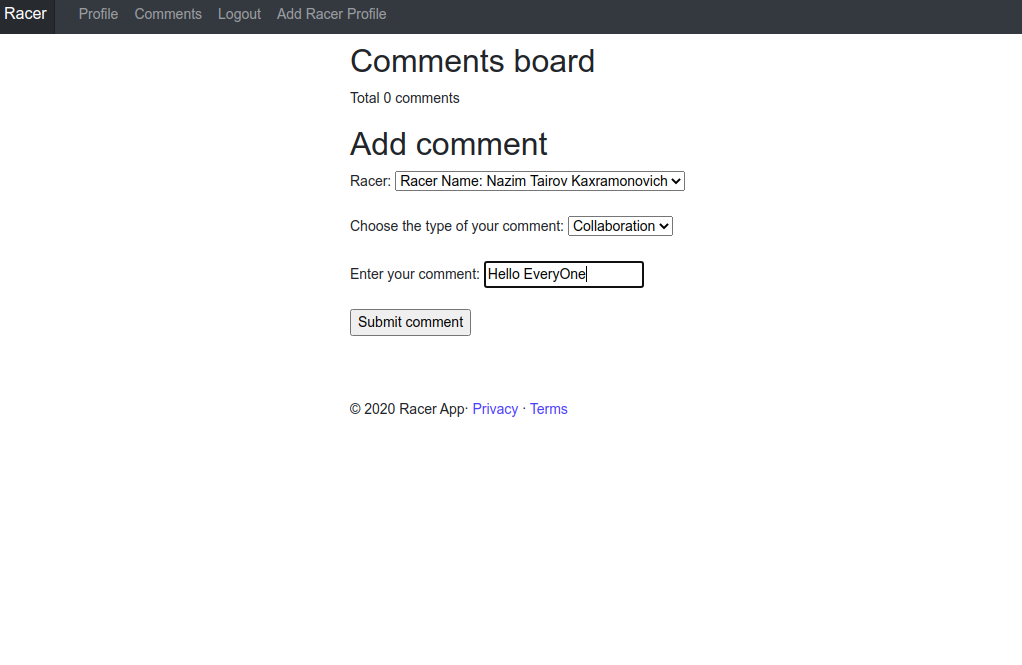 Racer Profile Comments Logout Add Racer Profile
Comments board
Total 0 comments
Add comment
Racer: Racer Name: Nazim Tairov Kaxramonovich
Choose the type of your comment: Collaboration
Enter your comment: Hello EveryOne
Submit comment
© 2020 Racer App· Privacy · Terms